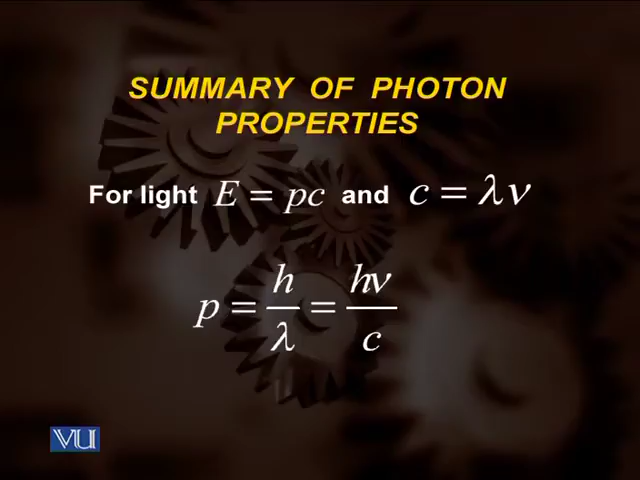 SUMMARY OF PHOTON
PROPERTIES
For light E = pc and c = λν
p = h/λ = hν/c
VU